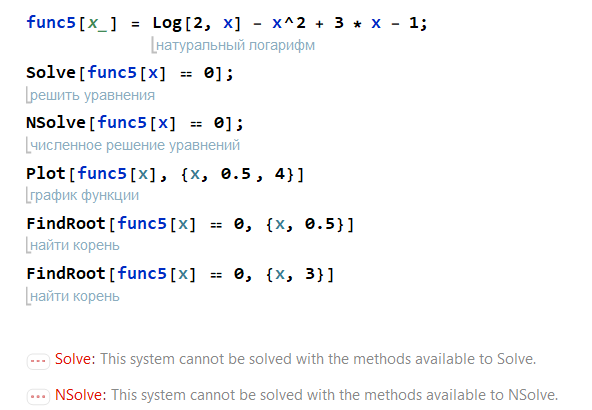 func5[x_] = Log[2, x] - x^2 + 3 * x - 1;
натуральный логарифм
Solve[func5[x] == 0];
решить уравнения
NSolve[func5[x] == 0];
численное решение уравнений
Plot[func5[x], {x, 0.5, 4}]
график функции
FindRoot[func5[x] == 0, {x, 0.5}]
найти корень
FindRoot[func5[x] == 0, {x, 3}]
найти корень
Solve: This system cannot be solved with the methods available to Solve.
NSolve: This system cannot be solved with the methods available to NSolve.